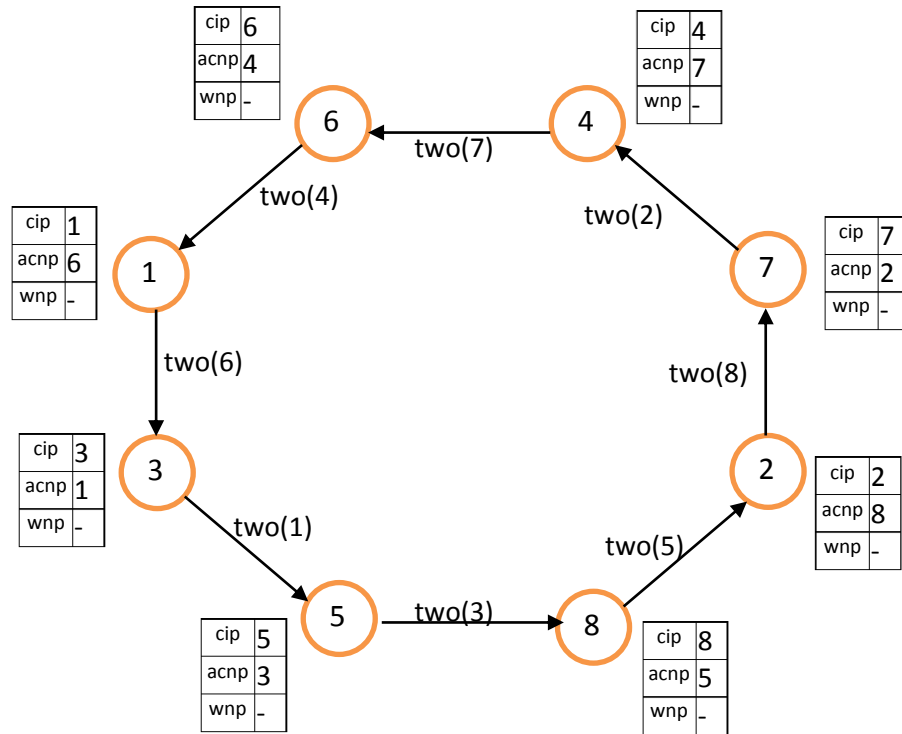 cip 6
acnp 4
wnp -
cip 4
acnp 7
wnp -
6
4
two(7)
two(4)
two(2)
cip 1
acnp 6
wnp -
1
7
cip 7
acnp 2
wnp -
two(6)
two(8)
cip 3
acnp 1
wnp -
3
2
cip 2
acnp 8
wnp -
two(1)
two(5)
5
two(3)
8
cip 5
acnp 3
wnp -
cip 8
acnp 5
wnp -